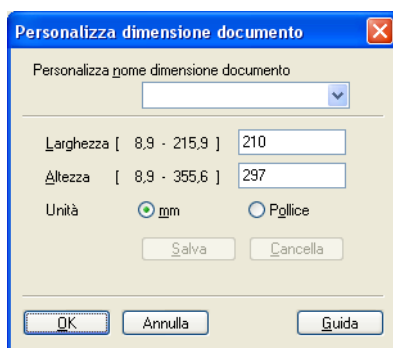 Personalizza dimensione documento
Personalizza nome dimensione documento
Larghezza [ 8,9 - 215,9 ] 210
Altezza [ 8,9 - 355,6 ] 297
Unità mm Pollice
Salva Cancella
OK Annulla Guida